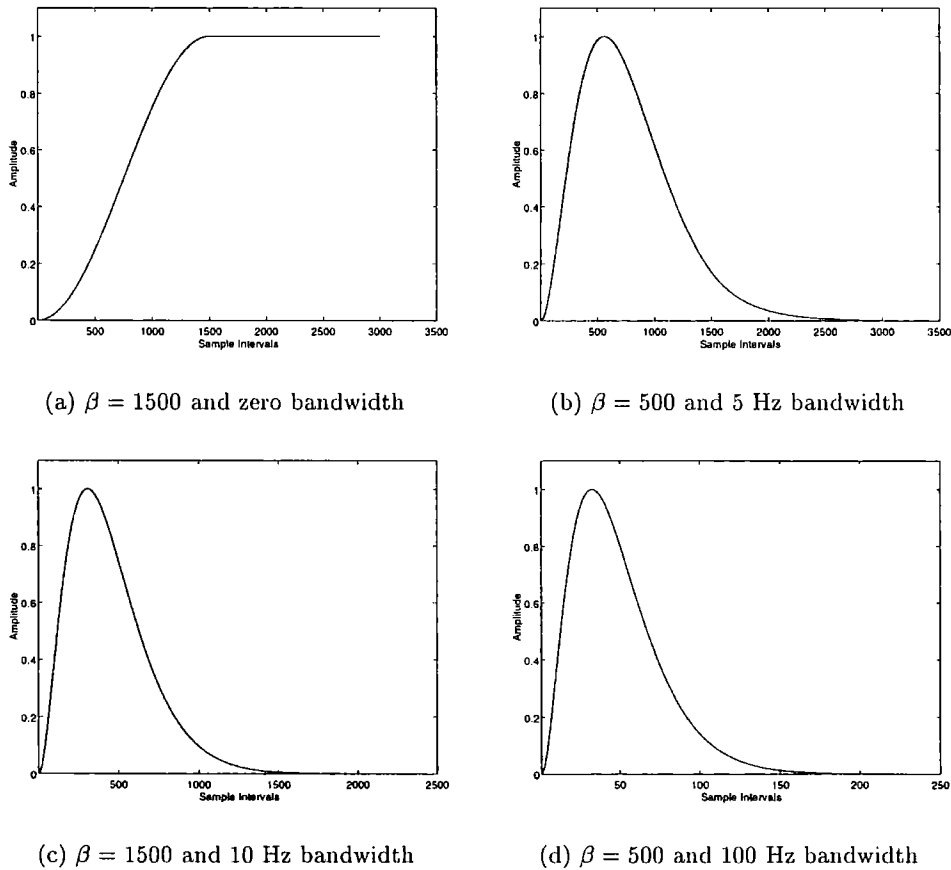 1
0.8
0.6
0.4
0.2
0
Amplitude
500 1000 1500 2000 2500 3000 3500
Sample Intervals
(a) β = 1500 and zero bandwidth
1
0.8
0.6
0.4
0.2
0
Amplitude
500 1000 1500 2000 2500 3000 3500
Sample Intervals
(b) β = 500 and 5 Hz bandwidth
1
0.8
0.6
0.4
0.2
0
Amplitude
500 1000 1500 2000 2500
Sample Intervals
(c) β = 1500 and 10 Hz bandwidth
1
0.8
0.6
0.4
0.2
0
Amplitude
50 100 150 200 250
Sample Intervals
(d) β = 500 and 100 Hz bandwidth